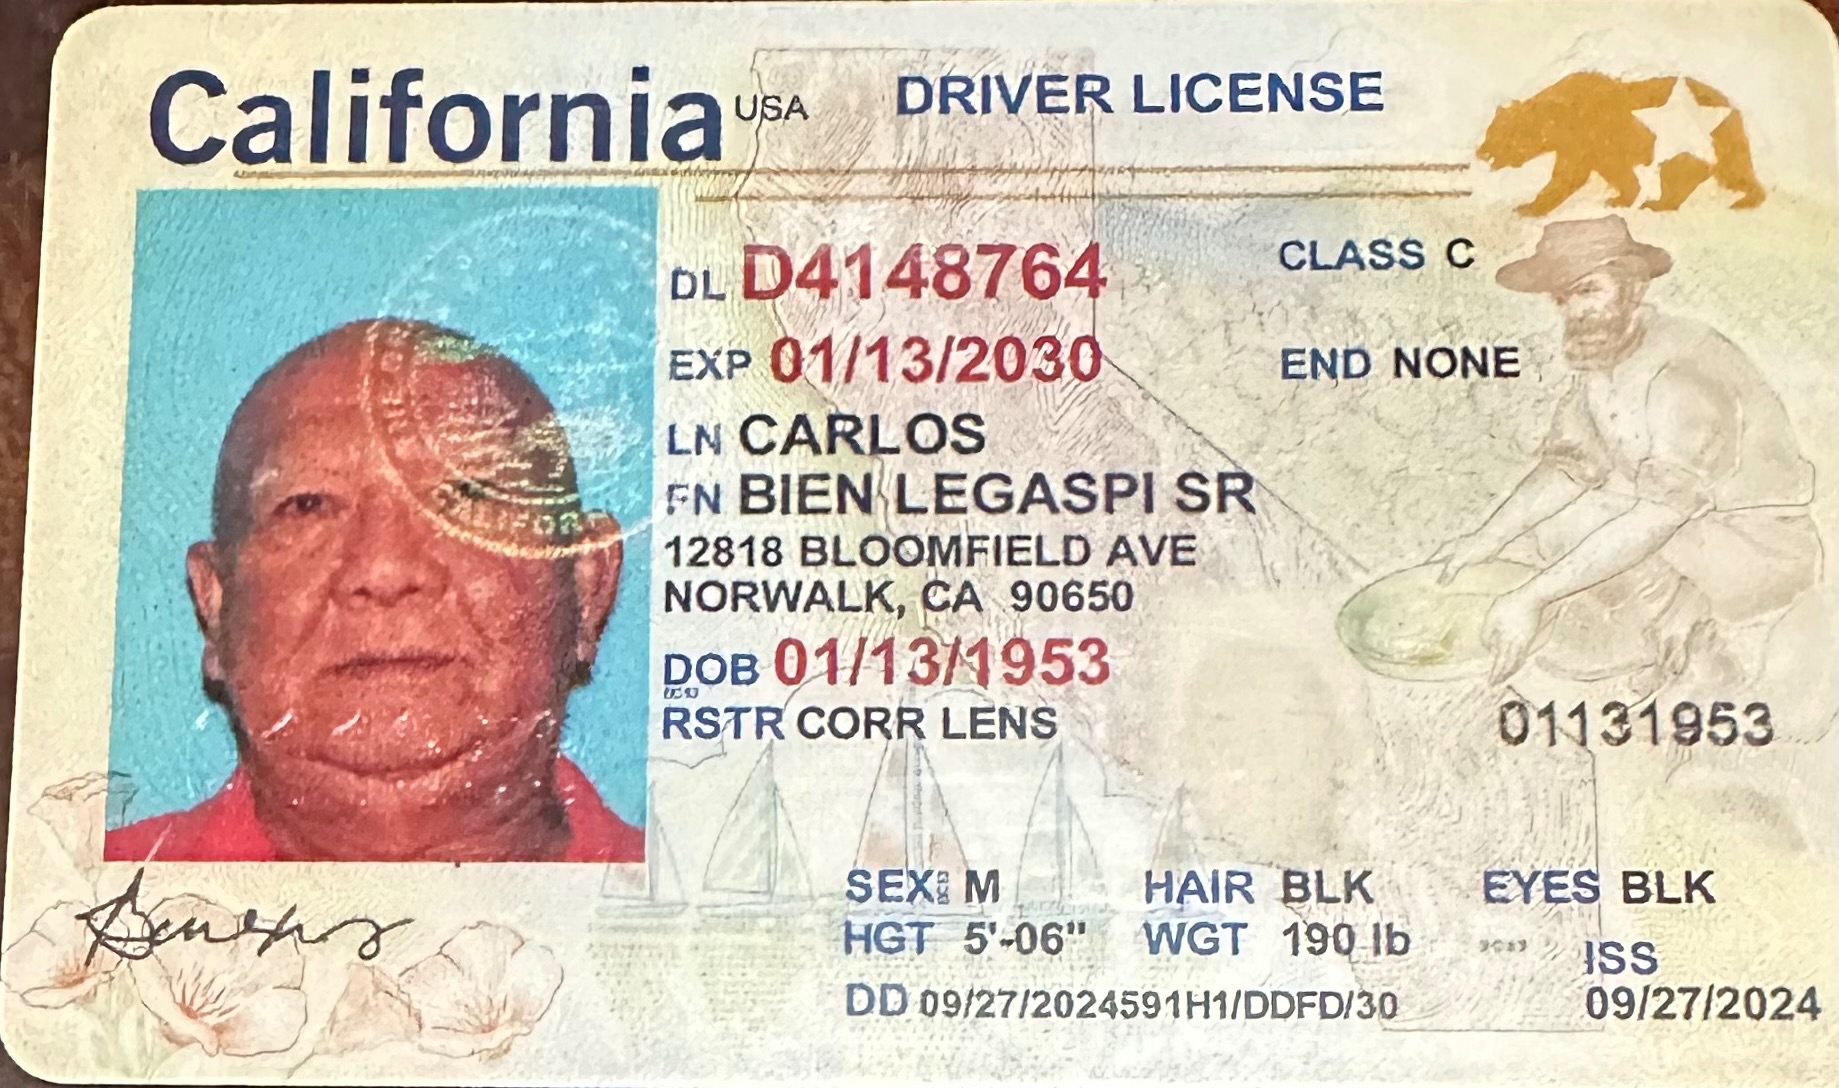 California USA DRIVER LICENSE
DL D4148764 CLASS C
EXP 01/13/2030 END NONE
LN CARLOS
FN BIEN LEGASPI SR
12818 BLOOMFIELD AVE
NORWALK, CA 90650
DOB 01/13/1953
RSTR CORR LENS
01131953
SEX M HAIR BLK EYES BLK
HGT 5'-06" WGT 190 lb
ISS
DD 09/27/2024591H1/DDFD/30 09/27/2024